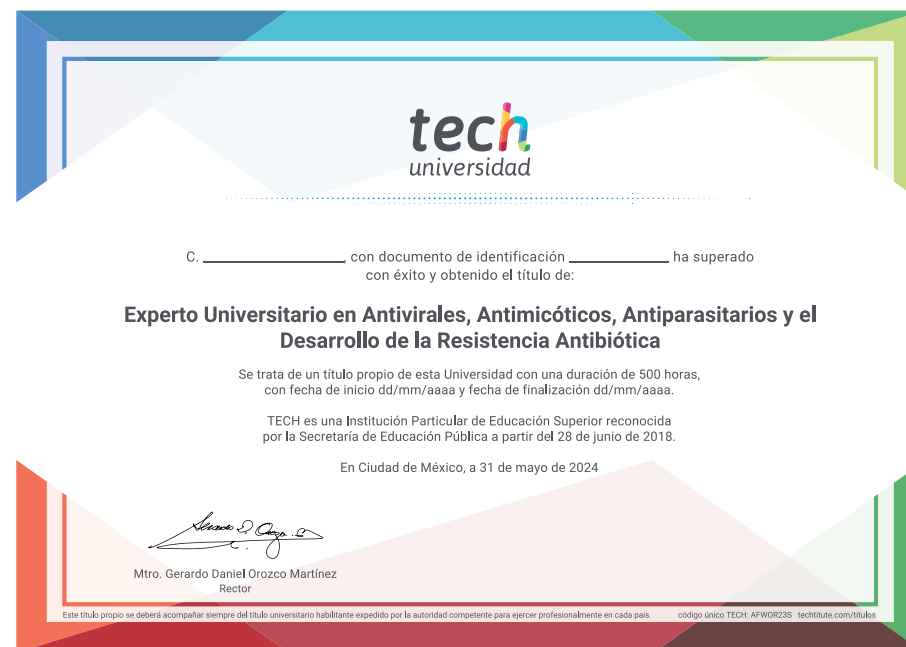 tech
universidad
C. ____________, con documento de identificación ____________ ha superado
con éxito y obtenido el título de:
Experto Universitario en Antivirales, Antimicóticos, Antiparasitarios y el
Desarrollo de la Resistencia Antibiótica
Se trata de un título propio de esta Universidad con una duración de 500 horas,
con fecha de inicio dd/mm/aaaa y fecha de finalización dd/mm/aaaa.
TECH es una Institución Particular de Educación Superior reconocida
por la Secretaría de Educación Pública a partir del 28 de junio de 2018.
En Ciudad de México, a 31 de mayo de 2024
Mtro. Gerardo Daniel Orozco Martínez
Rector
Este título propio se deberá acompañar siempre del título universitario habilitante expedido por la autoridad competente para ejercer profesionalmente en cada país. código único TECH: AFWOR23S techtitute.com/titulos